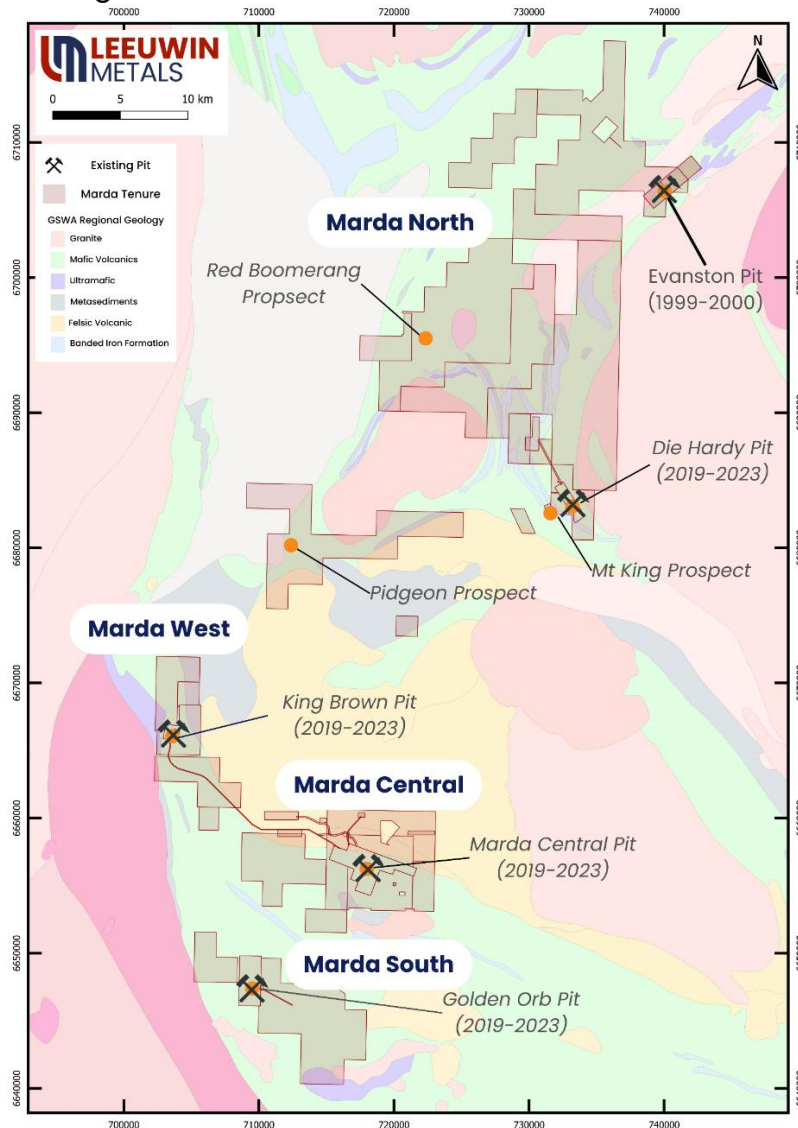 700000
710000
720000
730000
740000
LEEUWIN
METALS
0 5 10 km
N
Existing Pit
Marda Tenure
GSWA Regional Geology
Granite
Mafic Volcanics
Ultramafic
Metasediments
Felsic Volcanic
Banded Iron Formation
6710000
Marda North
Red Boomerang
Propsect
Evanston Pit
(1999-2000)
6700000
6690000
Die Hardy Pit
(2019-2023)
6680000
Mt King Prospect
Pidgeon Prospect
Marda West
6670000
King Brown Pit
(2019-2023)
Marda Central
6660000
Marda Central Pit
(2019-2023)
6650000
Marda South
Golden Orb Pit
(2019-2023)
6640000
700000
710000
720000
730000
740000